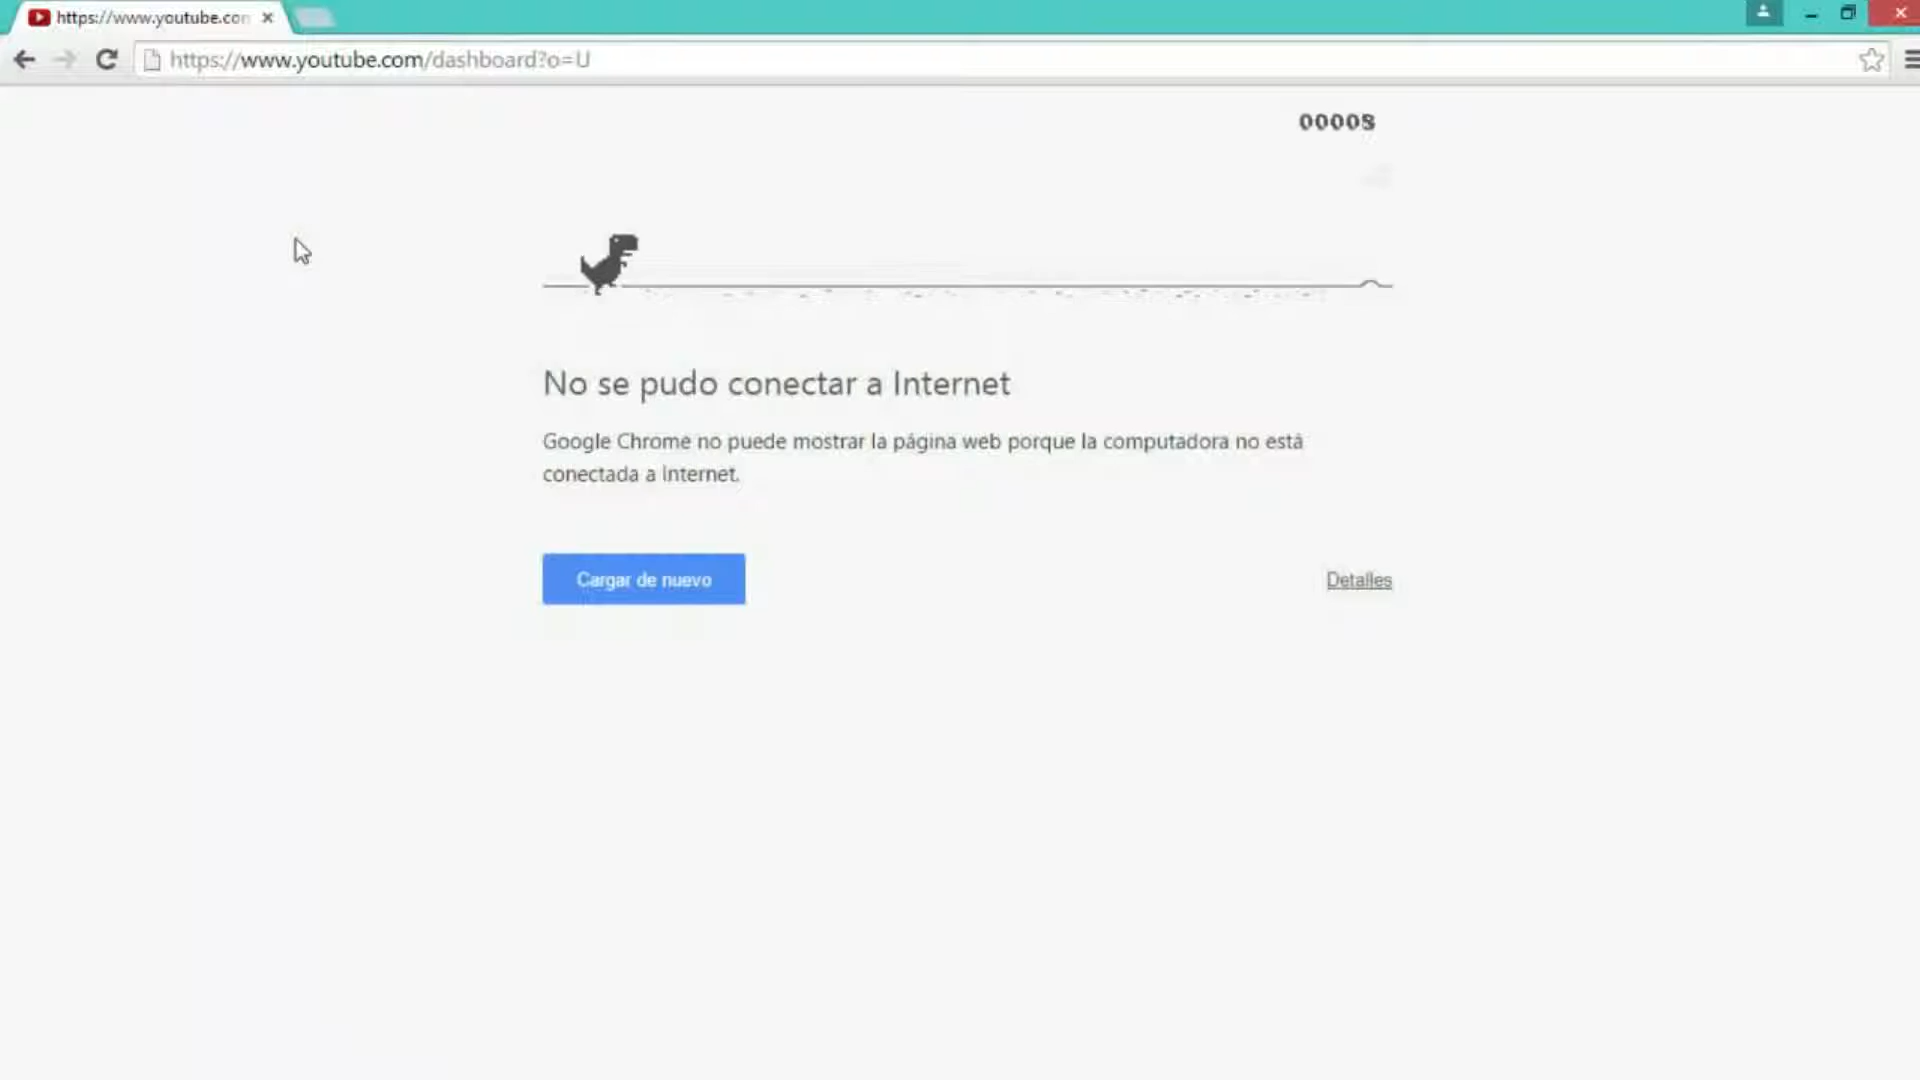 https://www.youtube.con
https://www.youtube.com/dashboard?o=U
00008
No se pudo conectar a Internet
Google Chrome no puede mostrar la página web porque la computadora no está
conectada a Internet.
Cargar de nuevo
Detalles